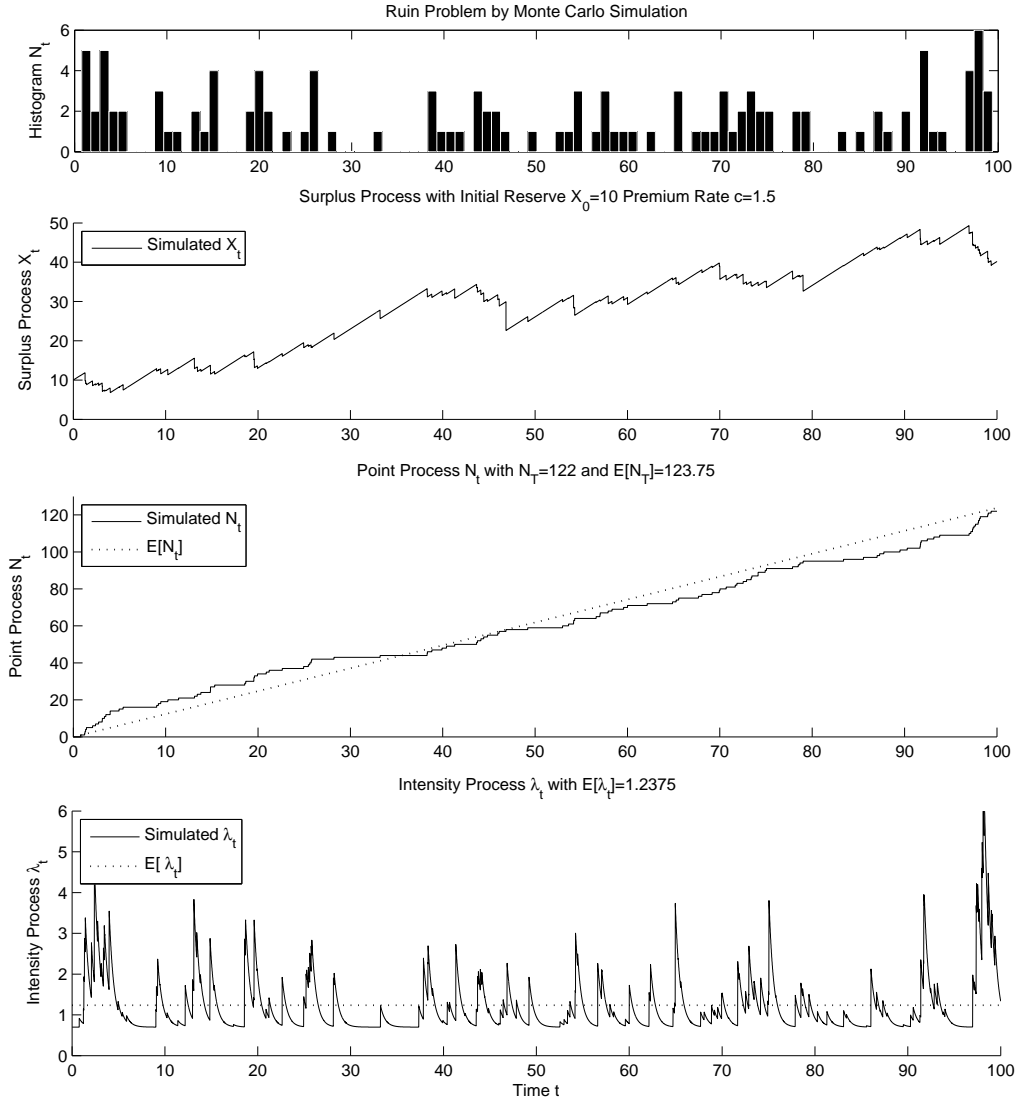 Ruin Problem by Monte Carlo Simulation
Histogram N_t
6
4
2
0
0 10 20 30 40 50 60 70 80 90 100
Surplus Process with Initial Reserve X_0=10 Premium Rate c=1.5
Surplus Process X_t
50
40
30
20
10
0
Simulated X_t
0 10 20 30 40 50 60 70 80 90 100
Point Process N_t with N_T=122 and E[N_T]=123.75
Point Process N_t
120
100
80
60
40
20
0
Simulated N_t
E[N_t]
0 10 20 30 40 50 60 70 80 90 100
Intensity Process λ_t with E[λ_t]=1.2375
Intensity Process λ_t
6
5
4
3
2
1
0
Simulated λ_t
E[ λ_t]
0 10 20 30 40 50 60 70 80 90 100
Time t